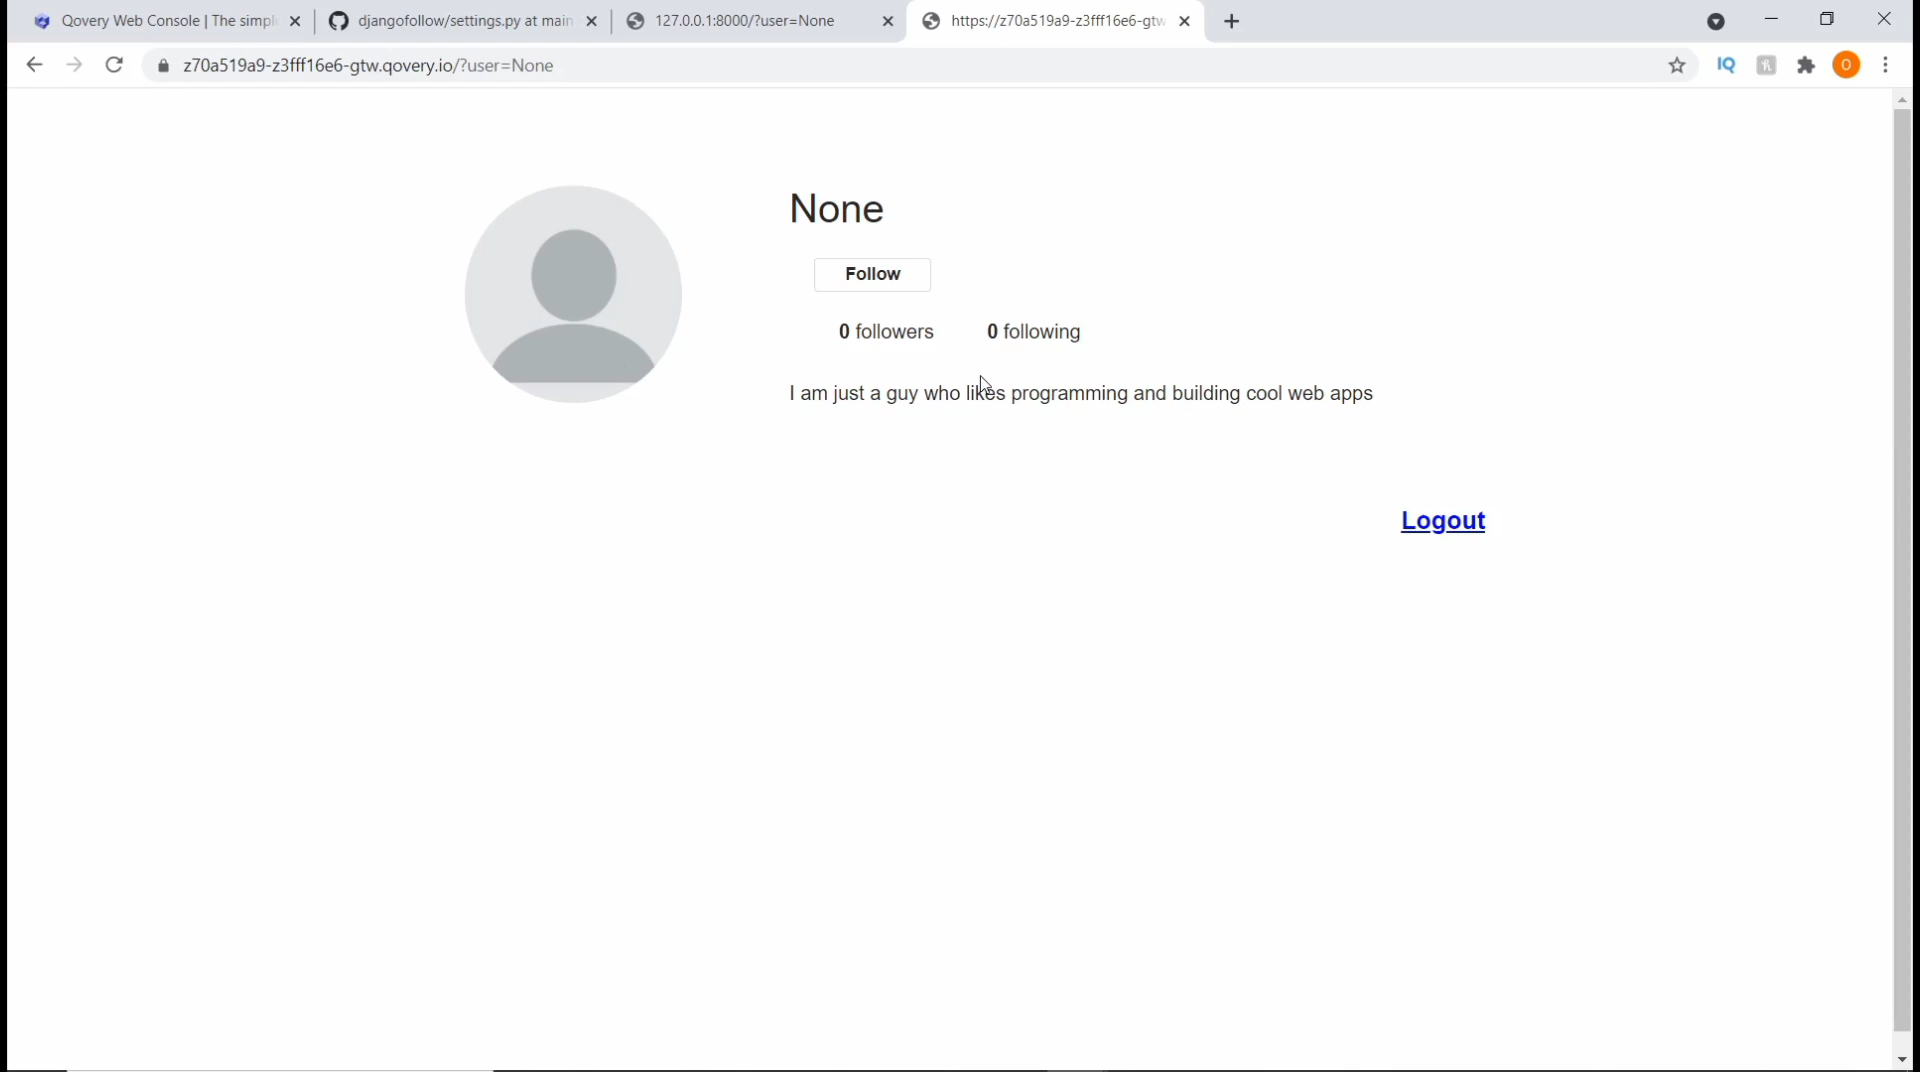 Qovery Web Console | The simpl
djangofollow/settings.py at main
127.0.0.1:8000/?user=None
https://z70a519a9-z3fff16e6-gtw
z70a519a9-z3fff16e6-gtw.qovery.io/?user=None
IQ
O
None
Follow
0 followers 0 following
I am just a guy who likes programming and building cool web apps
Logout